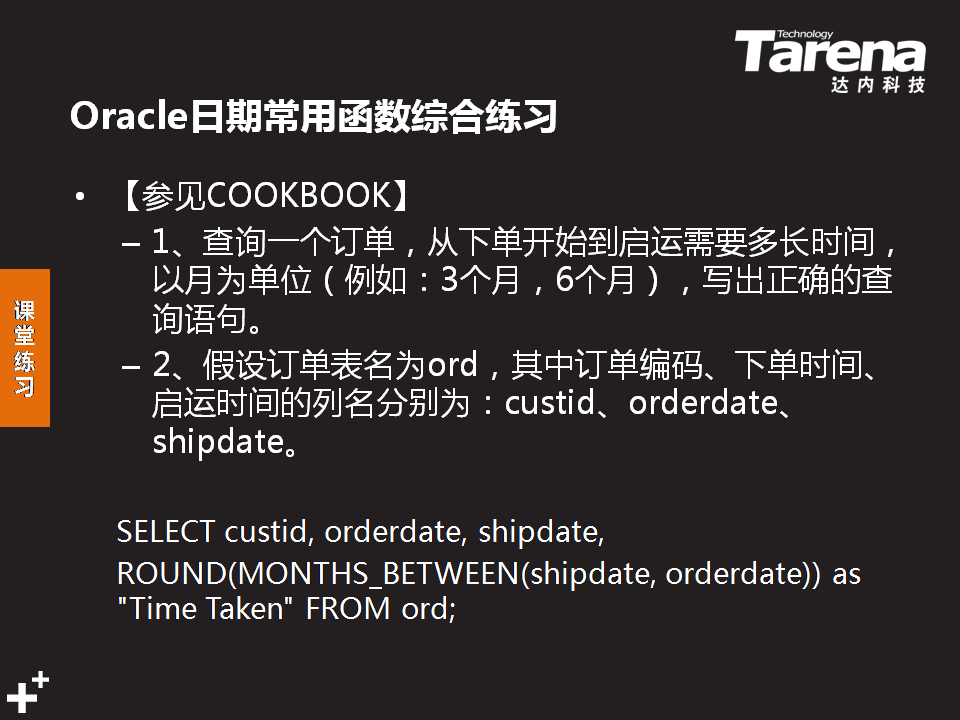 Technology
Tarena
达内科技
Oracle日期常用函数综合练习
• 【参见COOKBOOK】
– 1、查询一个订单，从下单开始到启运需要多长时间，
以月为单位（例如：3个月，6个月），写出正确的查
询语句。
– 2、假设订单表名为ord，其中订单编码、下单时间、
启运时间的列名分别为：custid、orderdate、
shipdate。
课堂练习
SELECT custid, orderdate, shipdate,
ROUND(MONTHS_BETWEEN(shipdate, orderdate)) as
"Time Taken" FROM ord;